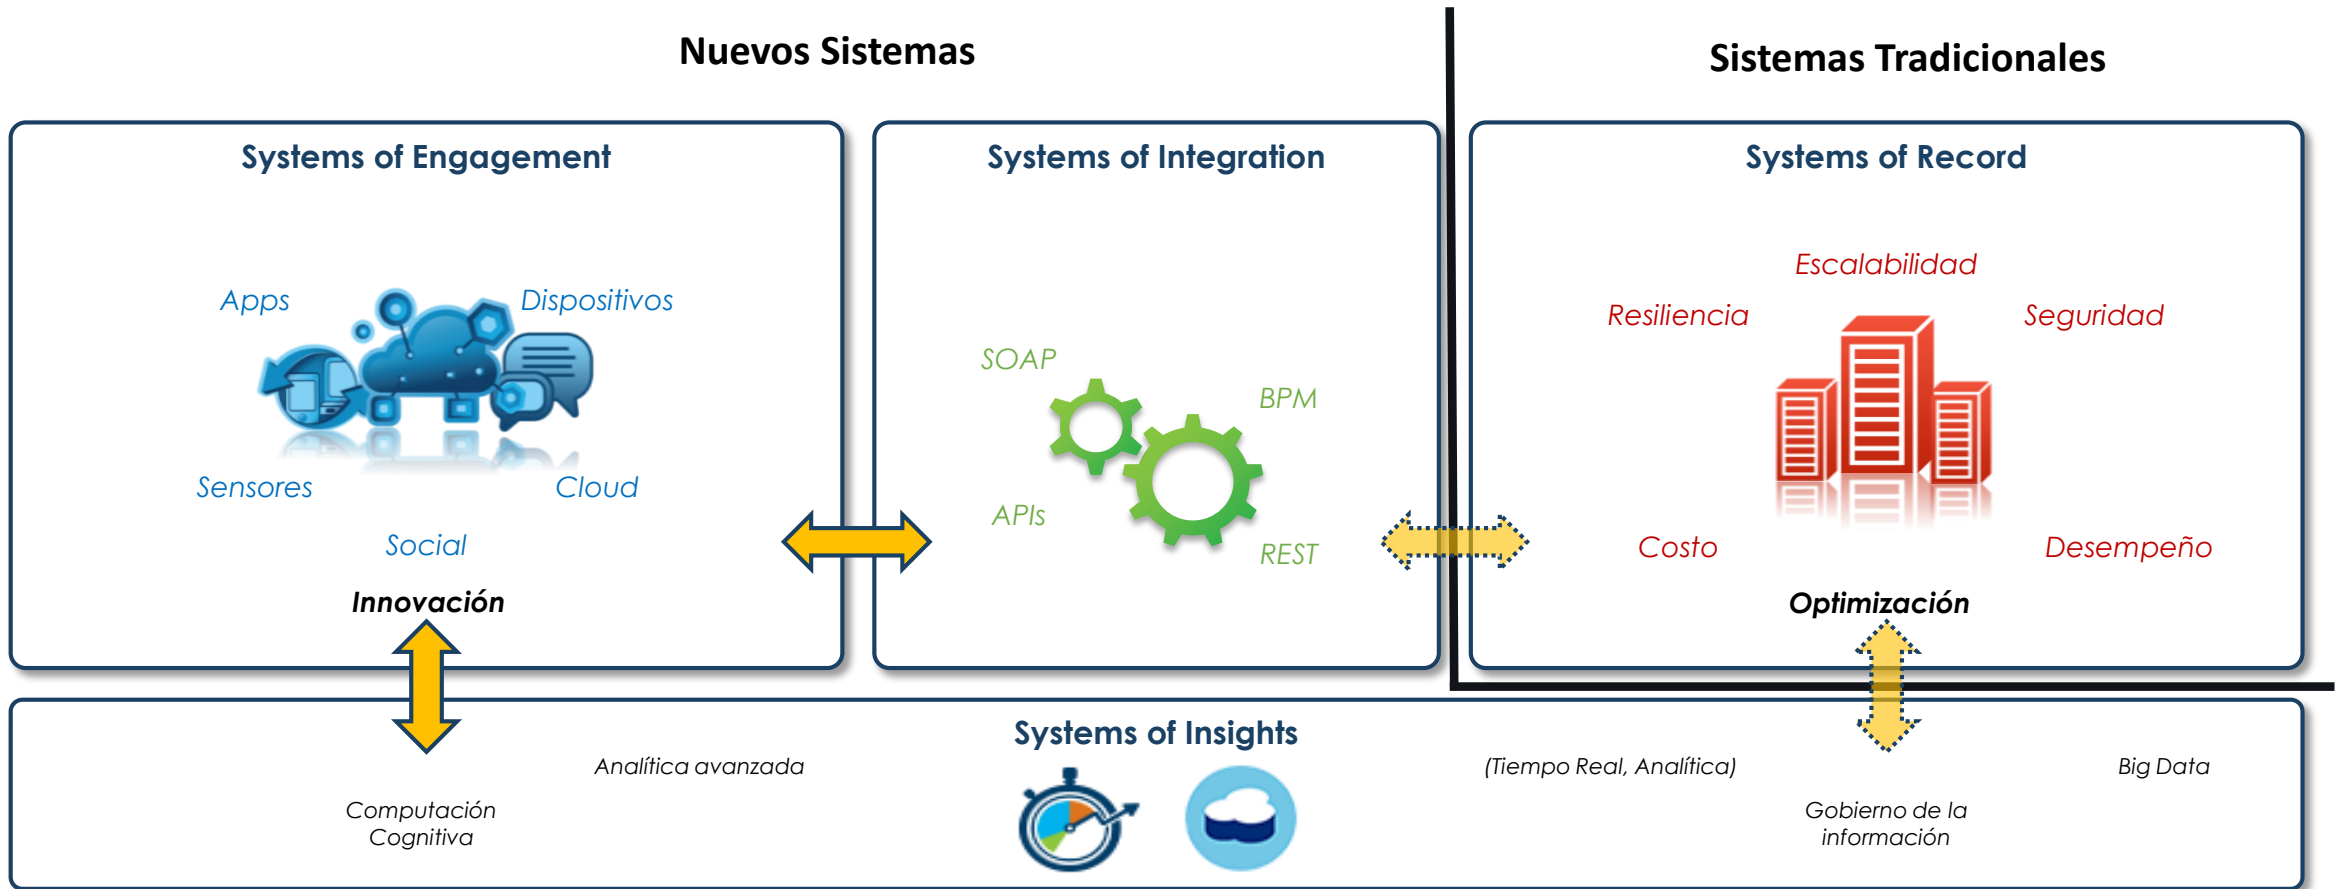 Nuevos Sistemas
Sistemas Tradicionales
Systems of Engagement
Apps
Dispositivos
Sensores
Cloud
Social
Innovación
Systems of Integration
SOAP
BPM
APIs
REST
Systems of Record
Escalabilidad
Resiliencia
Seguridad
Costo
Desempeño
Optimización
Systems of Insights
Analítica avanzada
(Tiempo Real, Analítica)
Big Data
Computación
Cognitiva
Gobierno de la
información